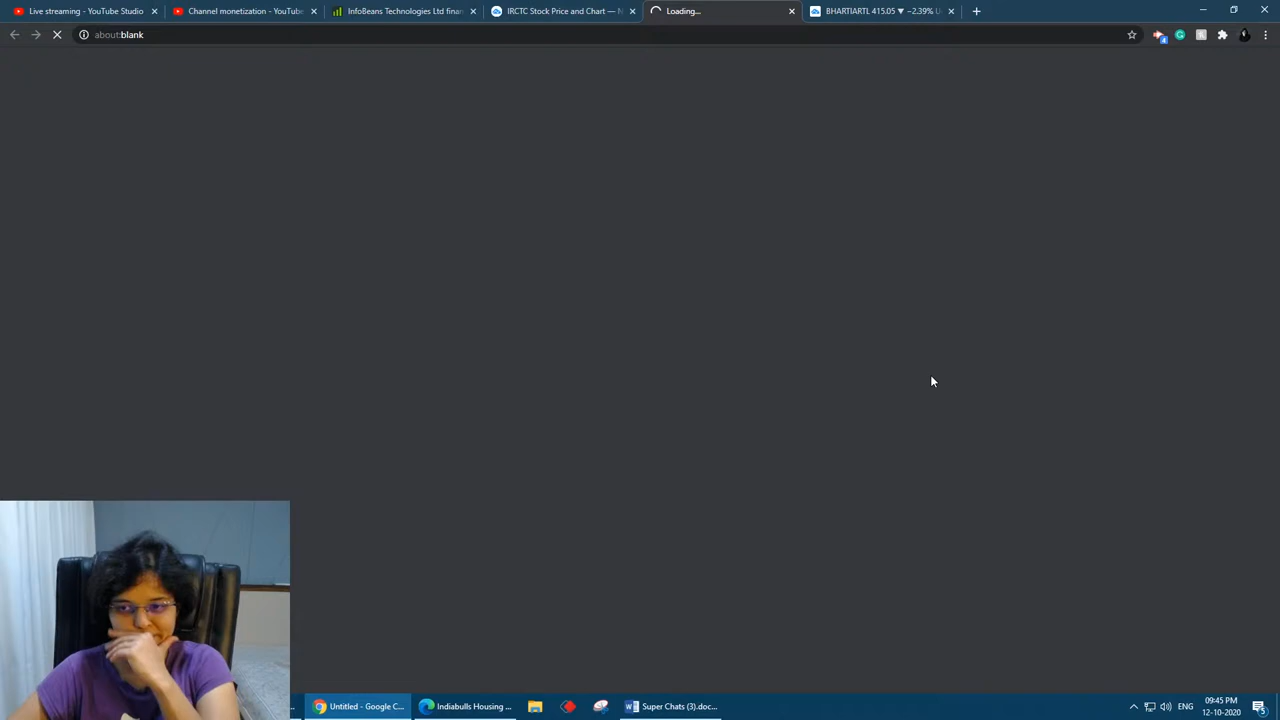 Live streaming - YouTube Studio
Channel monetization - YouTube
InfoBeans Technologies Ltd finan
IRCTC Stock Price and Chart — N
Loading...
BHARTIARTL 415.05 ▼ −2.39% U
about:blank
4
Untitled - Google C...
Indiabulls Housing ...
Super Chats (3).doc...
ENG
09:45 PM
12-10-2020